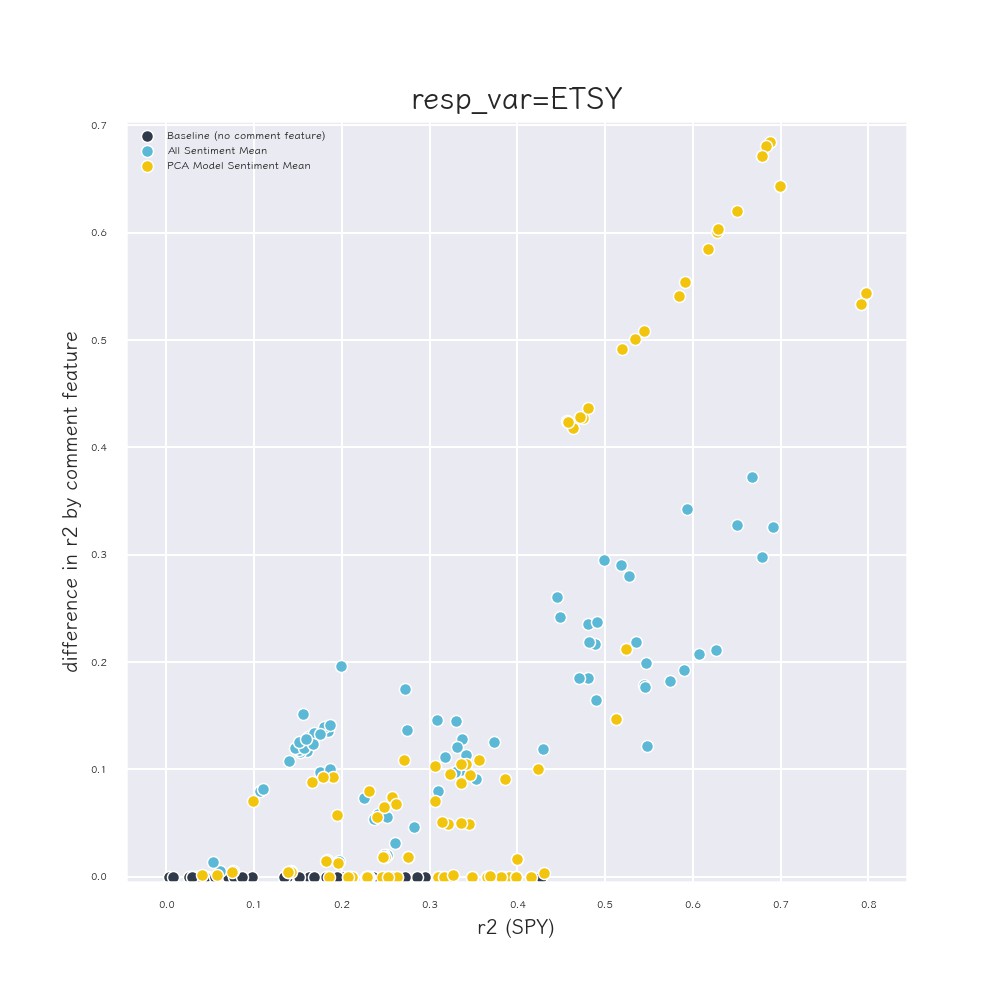 resp_var=ETSY
Baseline (no comment feature)
All Sentiment Mean
PCA Model Sentiment Mean
difference in r2 by comment feature
0.7
0.6
0.5
0.4
0.3
0.2
0.1
0.0
0.0 0.1 0.2 0.3 0.4 0.5 0.6 0.7 0.8
r2 (SPY)